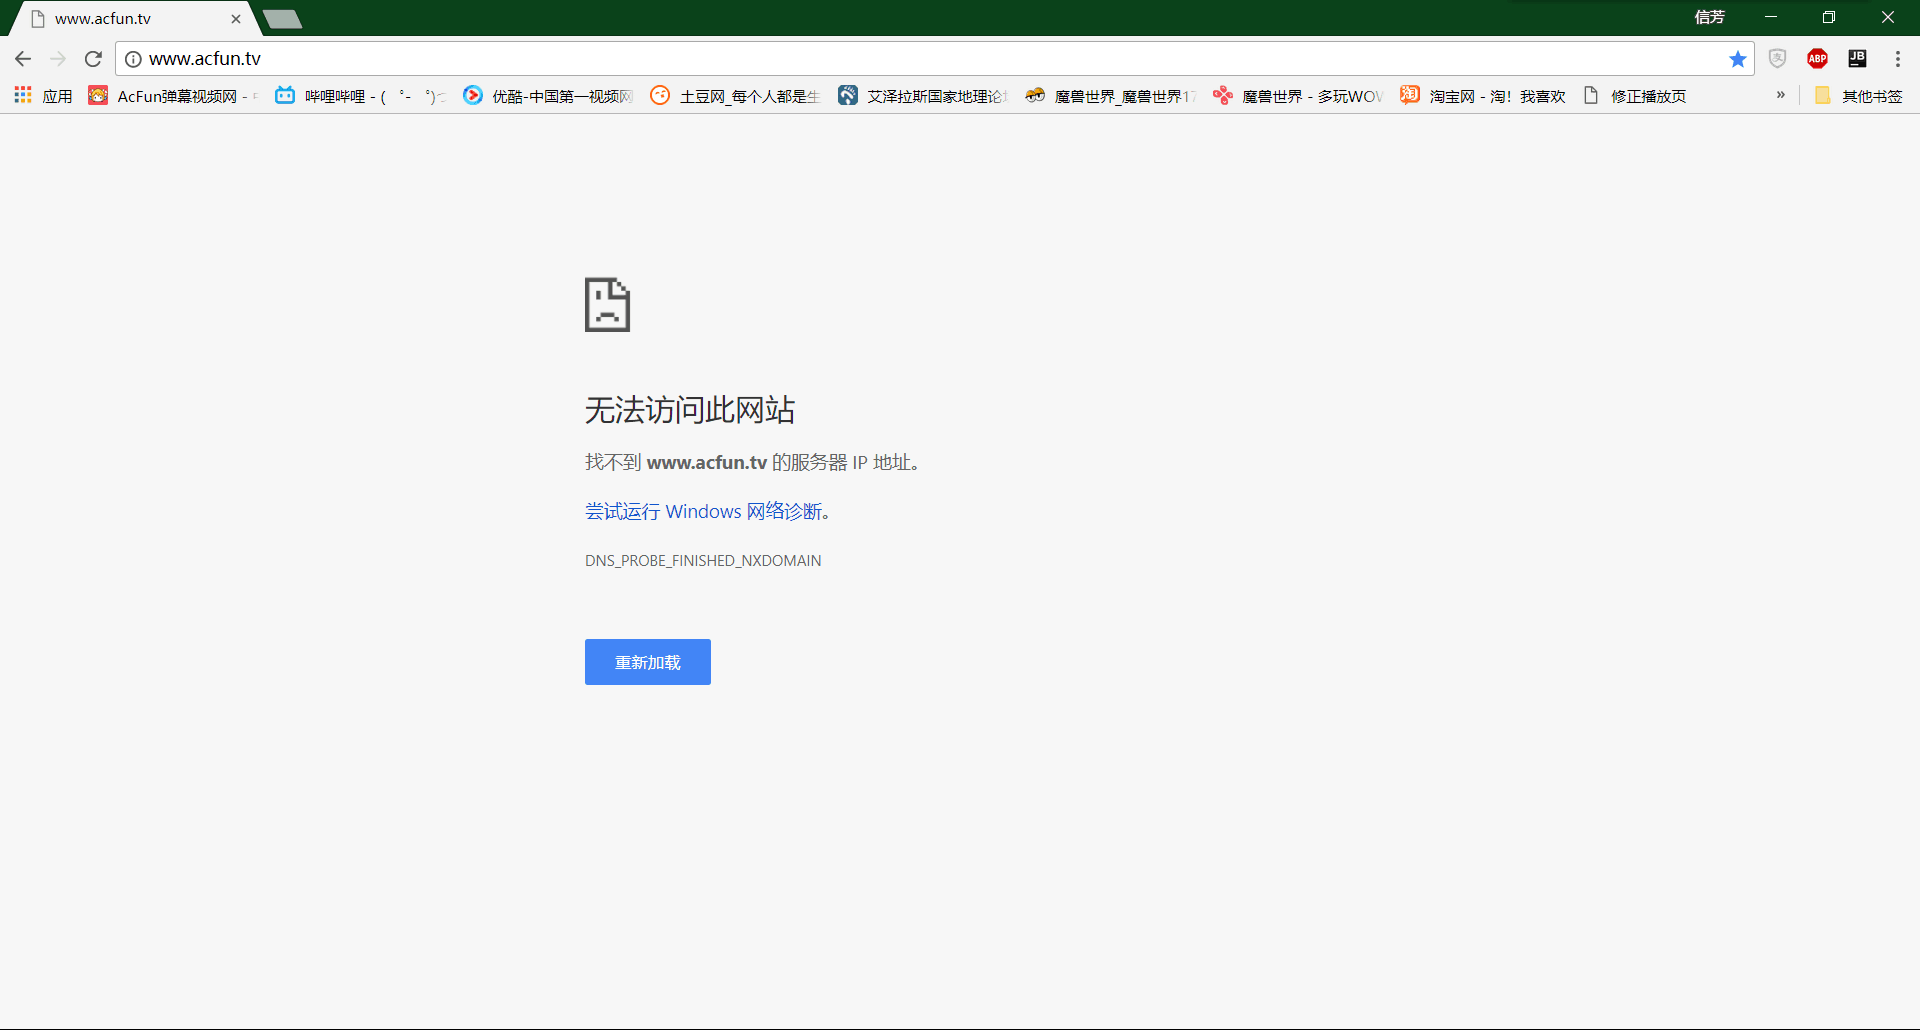 www.acfun.tv
信芳
www.acfun.tv
ABP
JB
应用
AcFun弹幕视频网 -
哔哩哔哩 - ( ゜- ゜)つ
优酷-中国第一视频网
土豆网_每个人都是生
艾泽拉斯国家地理论坛
魔兽世界_魔兽世界17
魔兽世界 - 多玩WOW
淘宝网 - 淘！我喜欢
修正播放页
»
其他书签
无法访问此网站
找不到 www.acfun.tv 的服务器 IP 地址。
尝试运行 Windows 网络诊断。
DNS_PROBE_FINISHED_NXDOMAIN
重新加载